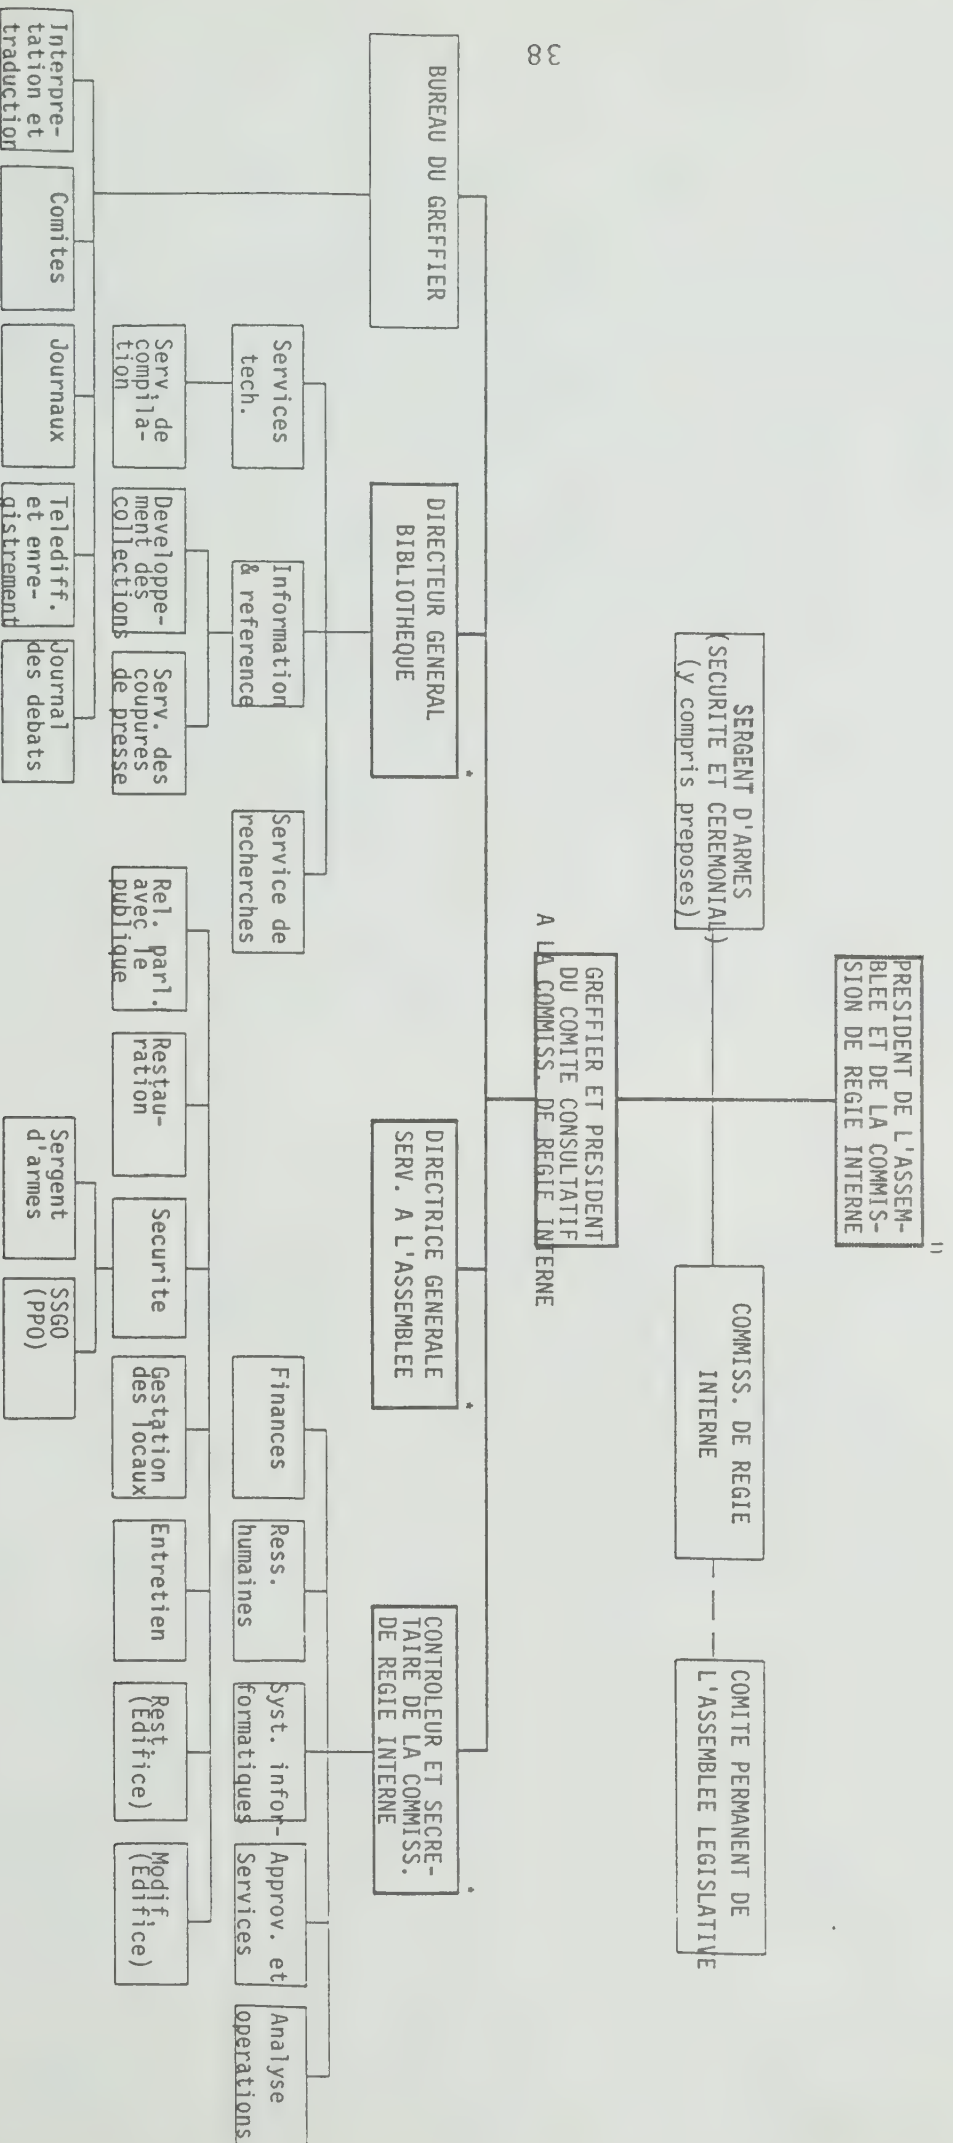 38
1)
PRESIDENT DE L'ASSEM-
BLEE ET DE LA COMMIS-
SION DE REGIE INTERNE
SERGENT D'ARMES
(SECURITE ET CEREMONIAL)
(y compris preposes)
COMMISS. DE REGIE
INTERNE
COMITE PERMANENT DE
L'ASSEMBLEE LEGISLATIVE
GREFFIER ET PRESIDENT
DU COMITE CONSULTATIF
A LA COMMISS. DE REGIE INTERNE
BUREAU DU GREFFIER
*
DIRECTEUR GENERAL
BIBLIOTHEQUE
*
DIRECTRICE GENERALE
SERV. A L'ASSEMBLEE
*
CONTROLEUR ET SECRE-
TAIRE DE LA COMMISS.
DE REGIE INTERNE
Services
tech.
Information
& reference
Service de
recherches
Finances
Ress.
humaines
Syst. infor-
formatiques
Approv. et
Services
Analyse
operations
Serv. de
compila-
tion
Developpe-
ment des
collections
Serv. des
coupures
de presse
Rel. parl.
avec le
publique
Restau-
ration
Securite
Gestation
des locaux
Entretien
Rest.
(Edifice)
Modif.
(Edifice)
Interpre-
tation et
traduction
Comites
Journaux
Telediff.
et enre-
gistrement
Journal
des debats
Sergent
d'armes
SSGO
(PPO)